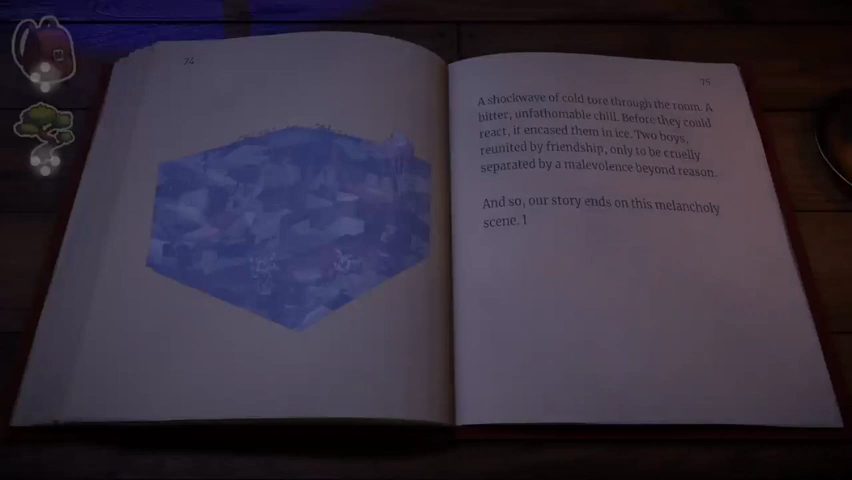 74
75
A shockwave of cold tore through the room. A
bitter, unfathomable chill. Before they could
react, it encased them in ice. Two boys,
reunited by friendship, only to be cruelly
separated by a malevolence beyond reason.
And so, our story ends on this melancholy
scene. I